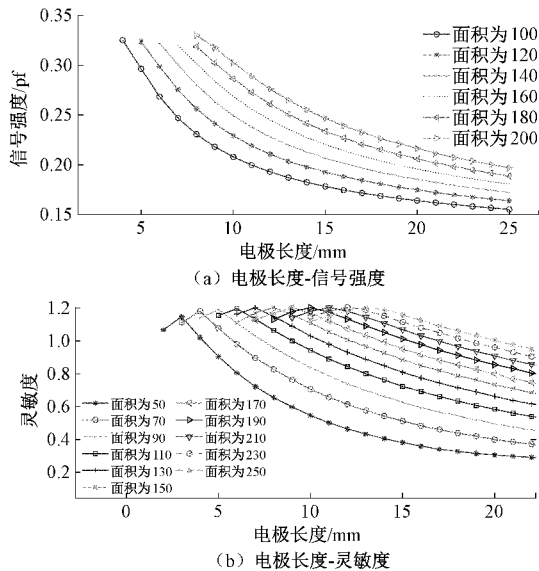 0.35
0.30
0.25
0.20
0.15
信号强度/pf
面积为100
面积为120
面积为140
面积为160
面积为180
面积为200
5 10 15 20 25
电极长度/mm
（a）电极长度-信号强度
1.2
1.0
0.8
0.6
0.4
0.2
灵敏度
面积为50
面积为70
面积为90
面积为110
面积为130
面积为150
面积为170
面积为190
面积为210
面积为230
面积为250
0 5 10 15 20
电极长度/mm
（b）电极长度-灵敏度